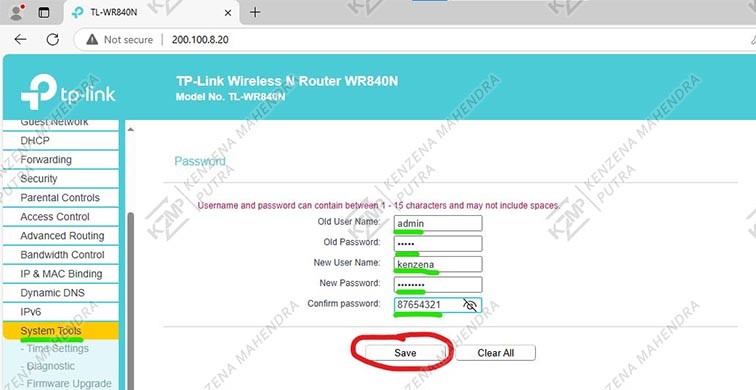 TL-WR840N
Not secure
200.100.8.20
tp-link
TP-Link Wireless N Router WR840N
Model No. TL-WR840N
Guest Network
DHCP
Forwarding
Security
Parental Controls
Access Control
Advanced Routing
Bandwidth Control
IP & MAC Binding
Dynamic DNS
IPv6
System Tools
- Time Settings
- Diagnostic
- Firmware Upgrade
Password
Username and password can contain between 1 - 15 characters and may not include spaces.
Old User Name: admin
Old Password: •••••
New User Name: kenzena
New Password: ••••••••
Confirm password: 87654321
Save
Clear All
KZMP | KENZENA MAHENDRA PUTRA